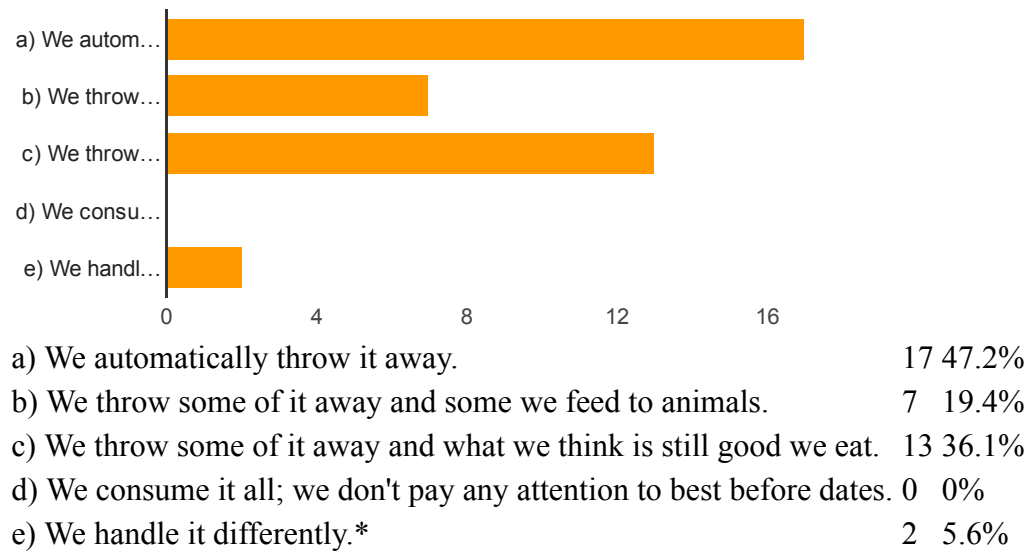 a) We autom…
b) We throw…
c) We throw…
d) We consu…
e) We handl…
0 4 8 12 16
a) We automatically throw it away. 17 47.2%
b) We throw some of it away and some we feed to animals. 7 19.4%
c) We throw some of it away and what we think is still good we eat. 13 36.1%
d) We consume it all; we don't pay any attention to best before dates. 0 0%
e) We handle it differently.* 2 5.6%